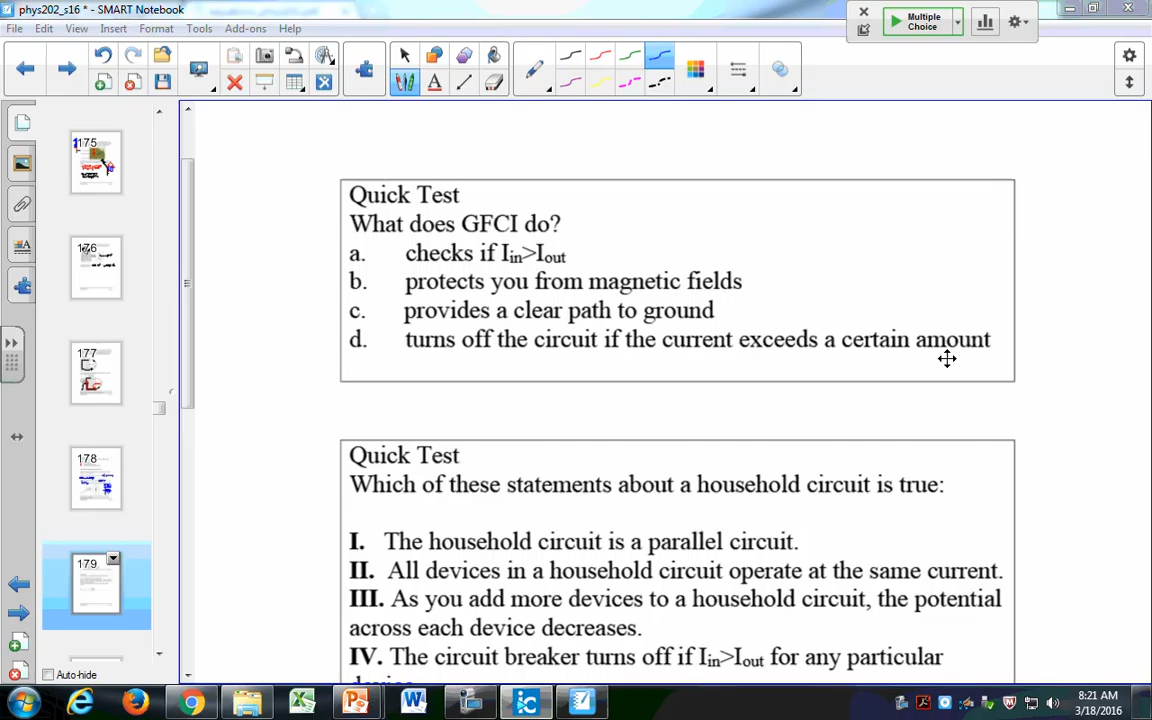 phys202_s16 * - SMART Notebook
Multiple
Choice
File Edit View Insert Format Tools Add-ons Help
175
176
177
178
179
Quick Test
What does GFCI do?
a. checks if Iin>Iout
b. protects you from magnetic fields
c. provides a clear path to ground
d. turns off the circuit if the current exceeds a certain amount
Quick Test
Which of these statements about a household circuit is true:
I. The household circuit is a parallel circuit.
II. All devices in a household circuit operate at the same current.
III. As you add more devices to a household circuit, the potential
across each device decreases.
IV. The circuit breaker turns off if Iin>Iout for any particular
Auto-hide
8:21 AM
3/18/2016